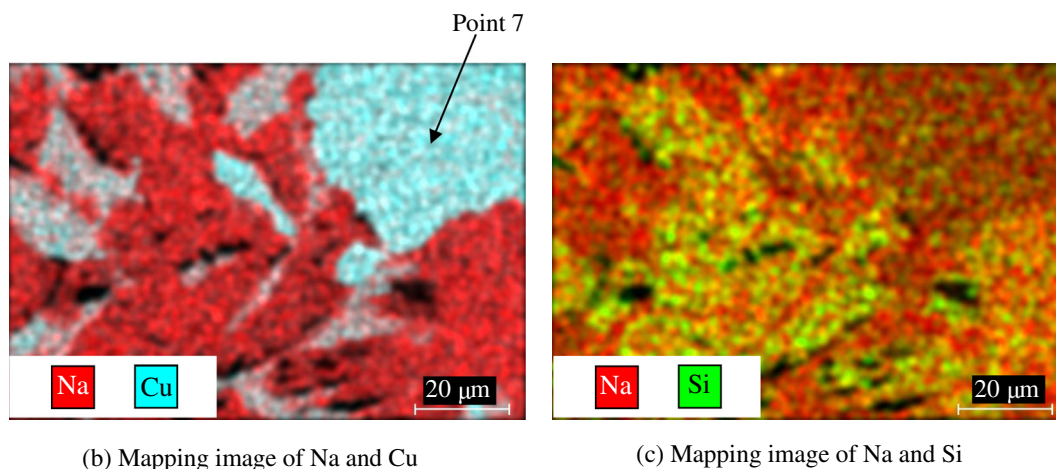 Point 7
Na Cu 20 µm
Na Si 20 µm
(b) Mapping image of Na and Cu
(c) Mapping image of Na and Si